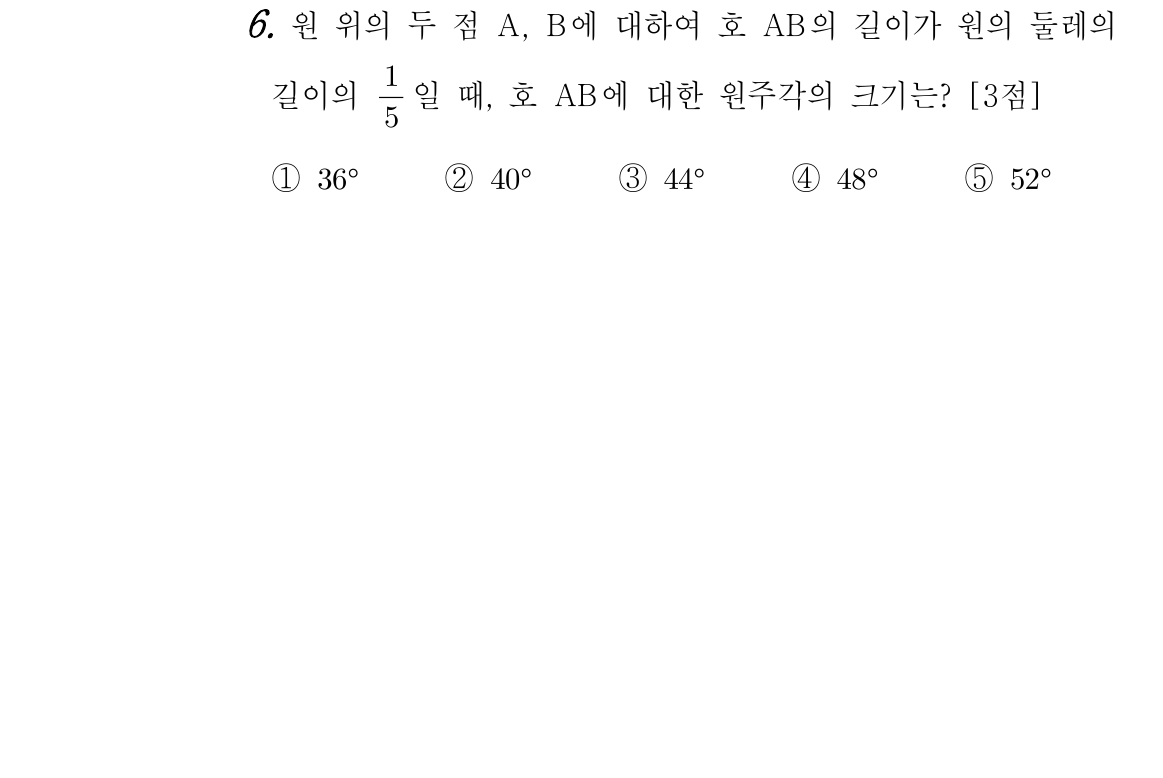 6. 원 위의 두 점 A, B에 대하여 호 AB의 길이가 원의 둘레의
길이의 1/5일 때, 호 AB에 대한 원주각의 크기는? [3점]
① 36° ② 40° ③ 44° ④ 48° ⑤ 52°